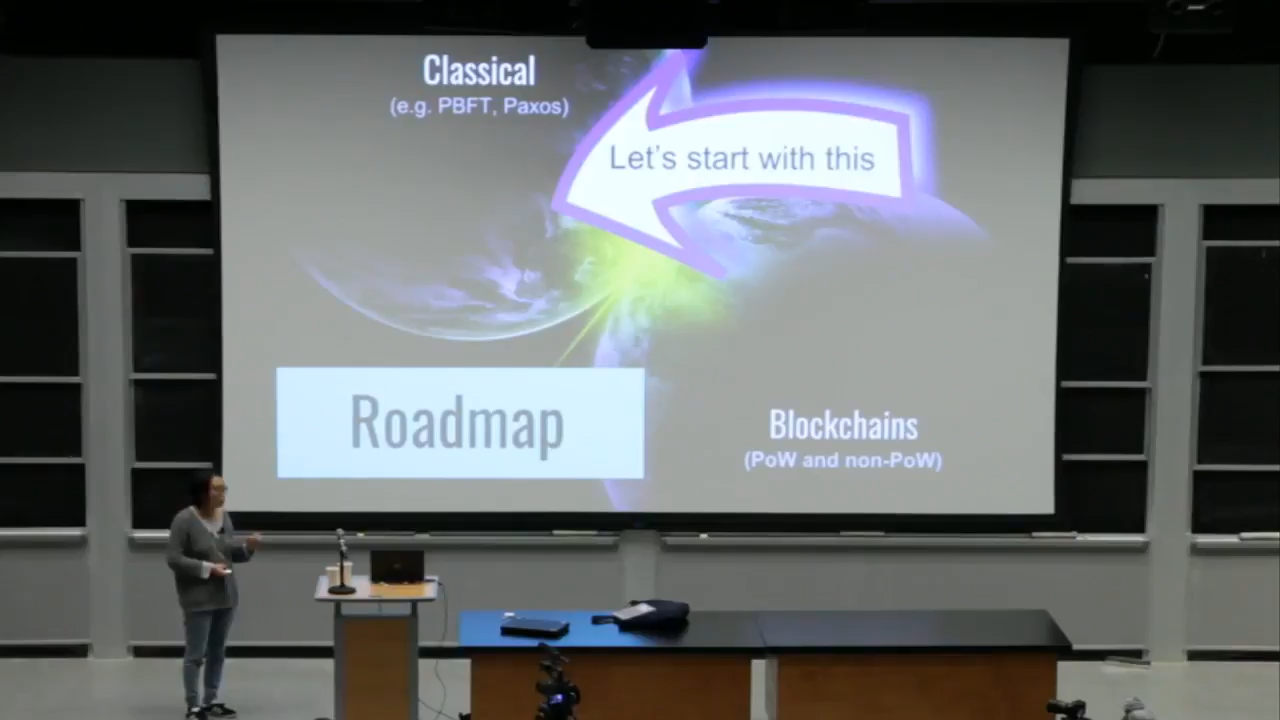 Classical
(e.g. PBFT, Paxos)
Let's start with this
Roadmap
Blockchains
(PoW and non-PoW)